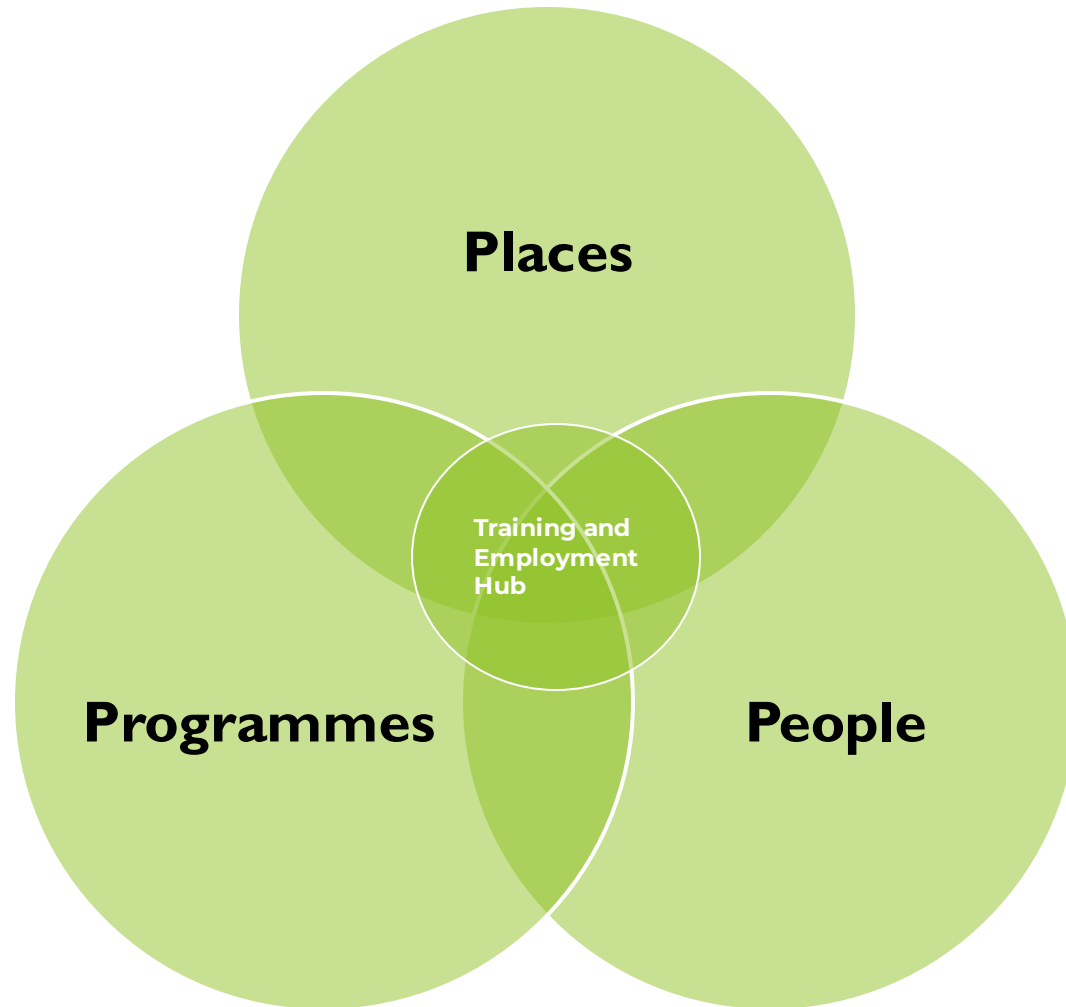 Places
Training and
Employment
Hub
Programmes
People